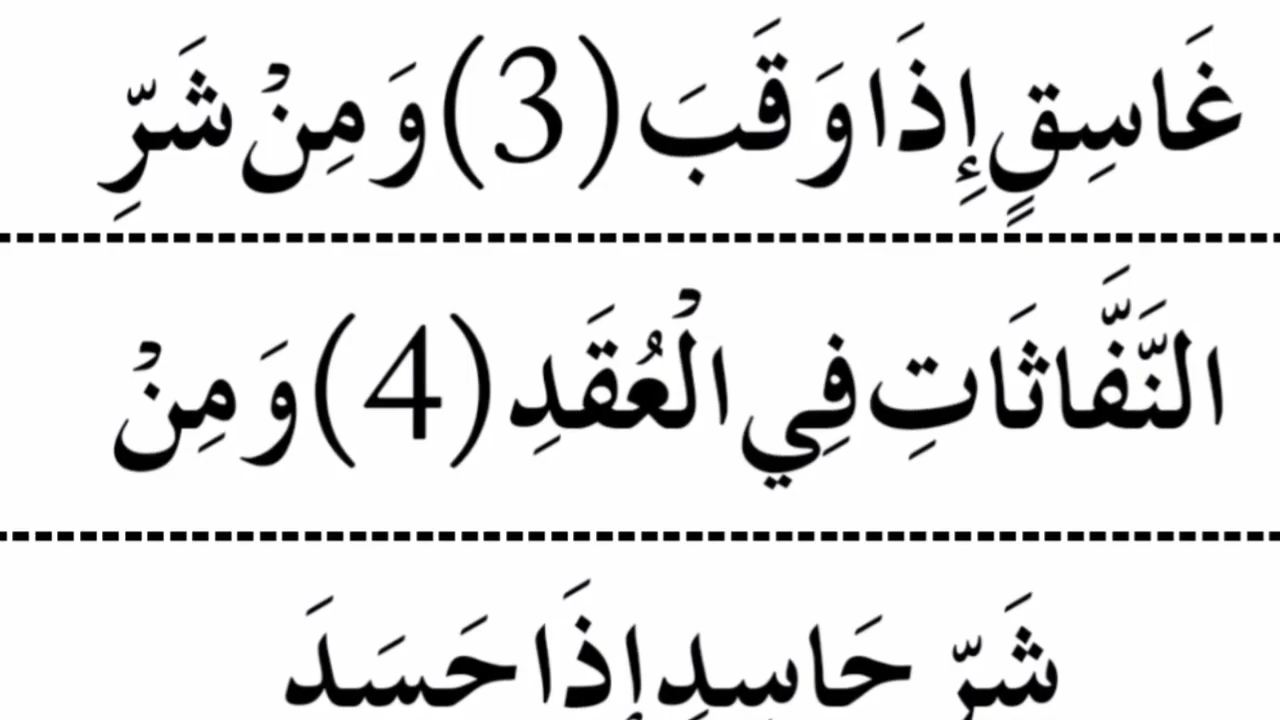 غَاسِقٍ إِذَا وَقَبَ (3) وَمِنْ شَرِّ
النَّفَّاثَاتِ فِي الْعُقَدِ (4) وَمِنْ
شَرِّ حَاسِدٍ إِذَا حَسَدَ